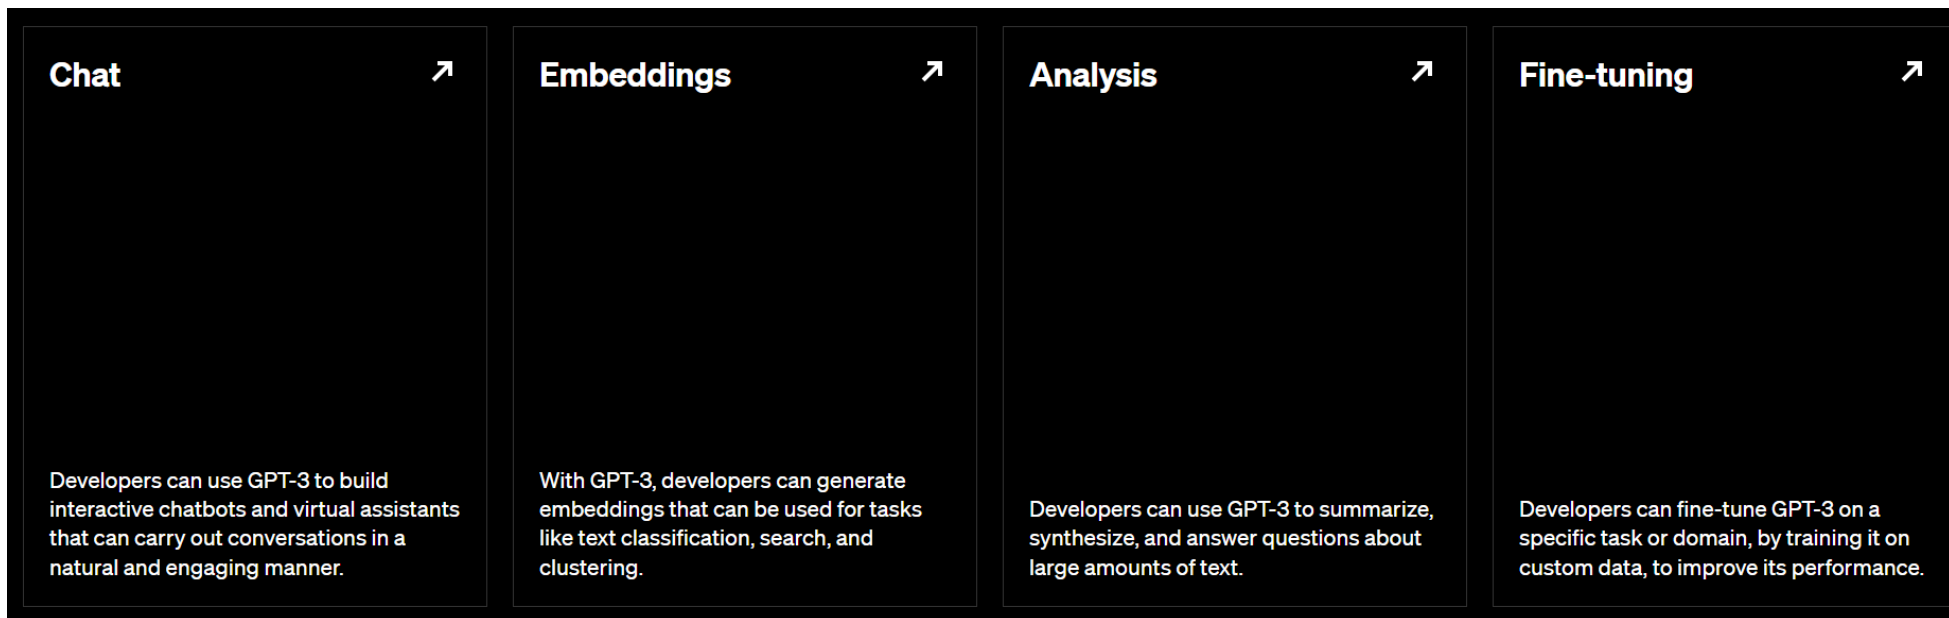 Chat
Developers can use GPT-3 to build
interactive chatbots and virtual assistants
that can carry out conversations in a
natural and engaging manner.
Embeddings
With GPT-3, developers can generate
embeddings that can be used for tasks
like text classification, search, and
clustering.
Analysis
Developers can use GPT-3 to summarize,
synthesize, and answer questions about
large amounts of text.
Fine-tuning
Developers can fine-tune GPT-3 on a
specific task or domain, by training it on
custom data, to improve its performance.